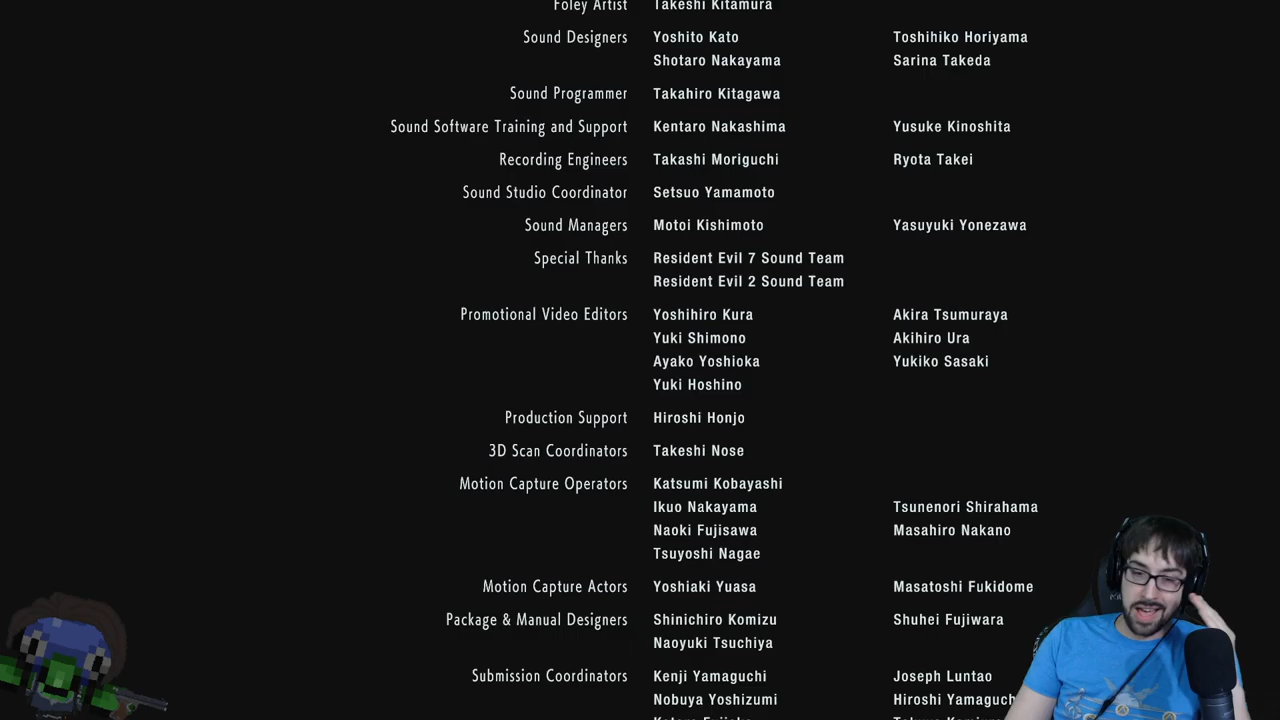 Foley Artist Takeshi Kitamura
Sound Designers Yoshito Kato Toshihiko Horiyama
Shotaro Nakayama Sarina Takeda
Sound Programmer Takahiro Kitagawa
Sound Software Training and Support Kentaro Nakashima Yusuke Kinoshita
Recording Engineers Takashi Moriguchi Ryota Takei
Sound Studio Coordinator Setsuo Yamamoto
Sound Managers Motoi Kishimoto Yasuyuki Yonezawa
Special Thanks Resident Evil 7 Sound Team
Resident Evil 2 Sound Team
Promotional Video Editors Yoshihiro Kura Akira Tsumuraya
Yuki Shimono Akihiro Ura
Ayako Yoshioka Yukiko Sasaki
Yuki Hoshino
Production Support Hiroshi Honjo
3D Scan Coordinators Takeshi Nose
Motion Capture Operators Katsumi Kobayashi
Ikuo Nakayama Tsunenori Shirahama
Naoki Fujisawa Masahiro Nakano
Tsuyoshi Nagae
Motion Capture Actors Yoshiaki Yuasa Masatoshi Fukidome
Package & Manual Designers Shinichiro Komizu Shuhei Fujiwara
Naoyuki Tsuchiya
Submission Coordinators Kenji Yamaguchi Joseph Luntao
Nobuya Yoshizumi Hiroshi Yamaguch